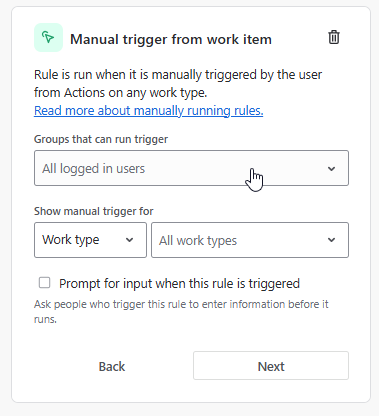 Manual trigger from work item
Rule is run when it is manually triggered by the user
from Actions on any work type.
Read more about manually running rules.
Groups that can run trigger
All logged in users
Show manual trigger for
Work type
All work types
Prompt for input when this rule is triggered
Ask people who trigger this rule to enter information before it
runs.
Back
Next